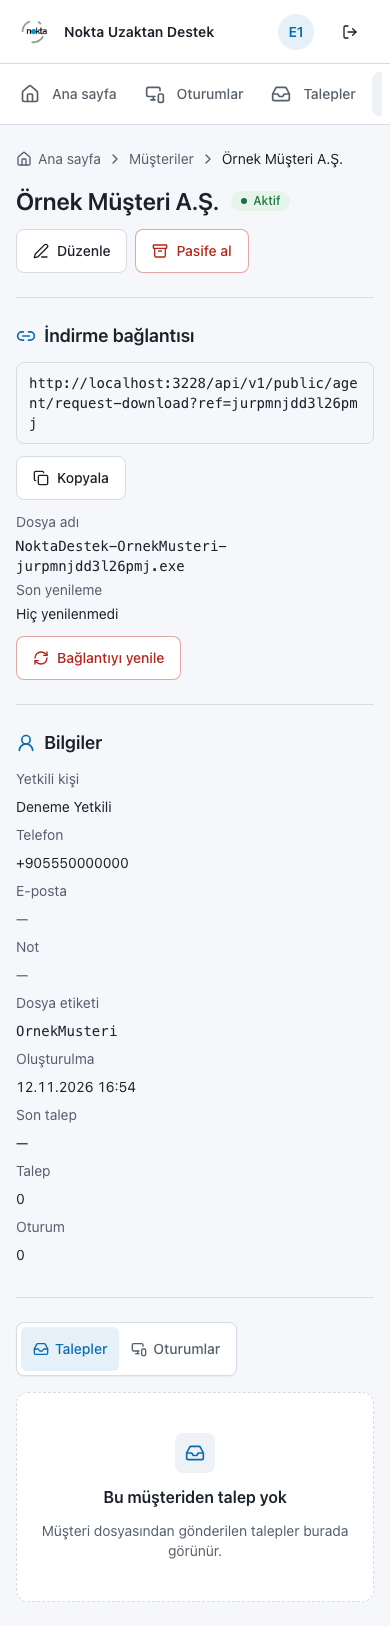 nokta
Nokta Uzaktan Destek
E1
Ana sayfa
Oturumlar
Talepler
Ana sayfa > Müşteriler > Örnek Müşteri A.Ş.
Örnek Müşteri A.Ş.
Aktif
Düzenle
Pasife al
İndirme bağlantısı
http://localhost:3228/api/v1/public/age
nt/request-download?ref=jurpmnjdd3l26pm
j
Kopyala
Dosya adı
NoktaDestek-OrnekMusteri-
jurpmnjdd3l26pmj.exe
Son yenileme
Hiç yenilenmedi
Bağlantıyı yenile
Bilgiler
Yetkili kişi
Deneme Yetkili
Telefon
+905550000000
E-posta
—
Not
—
Dosya etiketi
OrnekMusteri
Oluşturulma
12.11.2026 16:54
Son talep
—
Talep
0
Oturum
0
Talepler
Oturumlar
Bu müşteriden talep yok
Müşteri dosyasından gönderilen talepler burada
görünür.